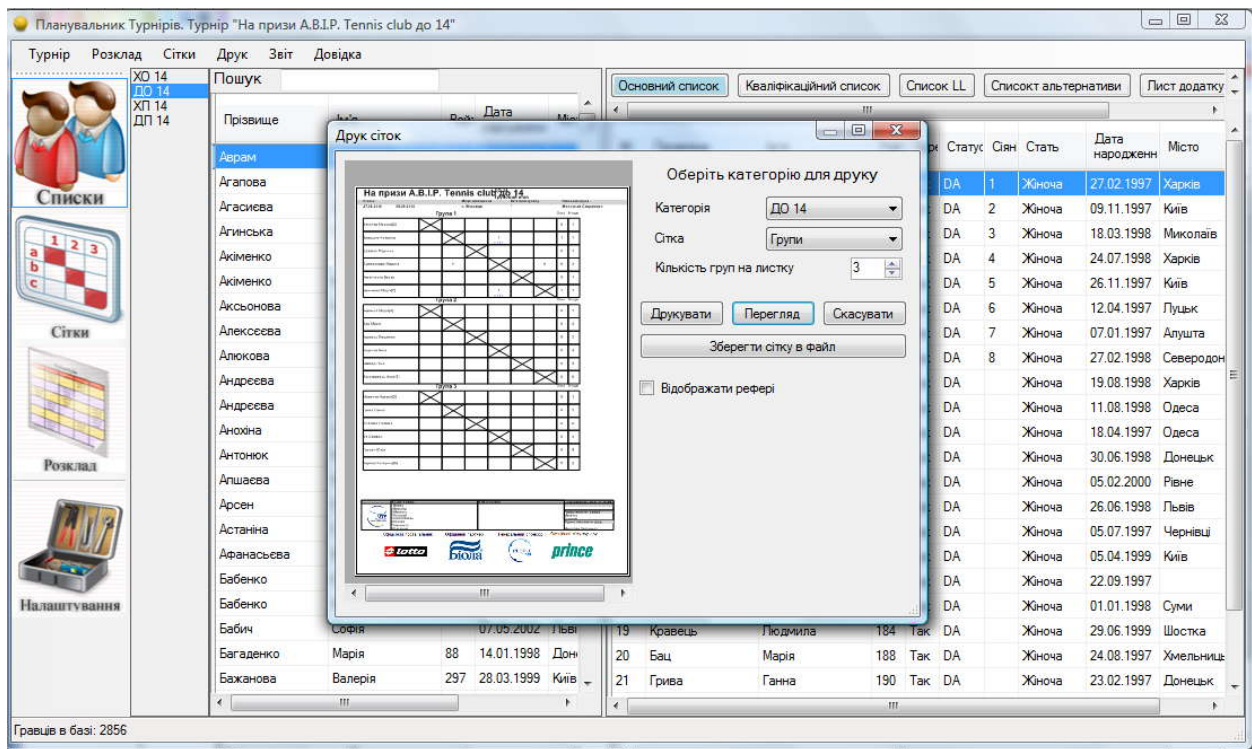 Планувальник Турнірів. Турнір "На призи A.B.I.P. Tennis club до 14"
Турнір Розклад Сітки Друк Звіт Довідка
ХО 14
ДО 14
ХП 14
ДП 14
Списки
Сітки
Розклад
Налаштування
Пошук
Прізвище Дата
Аврам
Агапова
Агасиєва
Агинська
Акіменко
Акіменко
Аксьонова
Алексєєва
Алюкова
Андреєва
Андреєва
Анохіна
Антонюк
Апшаєва
Арсен
Астаніна
Афанасьєва
Бабенко
Бабенко
Бабич Софія 07.05.2002 Льві
Багаденко Марія 88 14.01.1998 Доне
Бажанова Валерія 297 28.03.1999 Київ
Основний список Кваліфікаційний список Список LL Списокт альтернативи Лист додатку
Статус Сіян Стать Дата народженн Місто
DA 1 Жіноча 27.02.1997 Харків
DA 2 Жіноча 09.11.1997 Київ
DA 3 Жіноча 18.03.1998 Миколаїв
DA 4 Жіноча 24.07.1998 Харків
DA 5 Жіноча 26.11.1997 Київ
DA 6 Жіноча 12.04.1997 Луцьк
DA 7 Жіноча 07.01.1997 Алушта
DA 8 Жіноча 27.02.1998 Северодон
DA Жіноча 19.08.1998 Харків
DA Жіноча 11.08.1998 Одеса
DA Жіноча 18.04.1997 Одеса
DA Жіноча 30.06.1998 Донецьк
DA Жіноча 05.02.2000 Рівне
DA Жіноча 26.06.1998 Львів
DA Жіноча 05.07.1997 Чернівці
DA Жіноча 05.04.1999 Київ
DA Жіноча 22.09.1997
DA Жіноча 01.01.1998 Суми
19 Кравець Людмила 184 Так DA Жіноча 29.06.1999 Шостка
20 Бац Марія 188 Так DA Жіноча 24.08.1997 Хмельниць
21 Грива Ганна 190 Так DA Жіноча 23.02.1997 Донецьк
Друк сіток
На призи A.B.I.P. Tennis club до 14
Група 1
Група 2
Група 3
lotto
Біола
prince
Оберіть категорію для друку
Категорія ДО 14
Сітка Групи
Кількість груп на листку 3
Друкувати Перегляд Скасувати
Зберегти сітку в файл
Відображати рефері
Гравців в базі: 2856